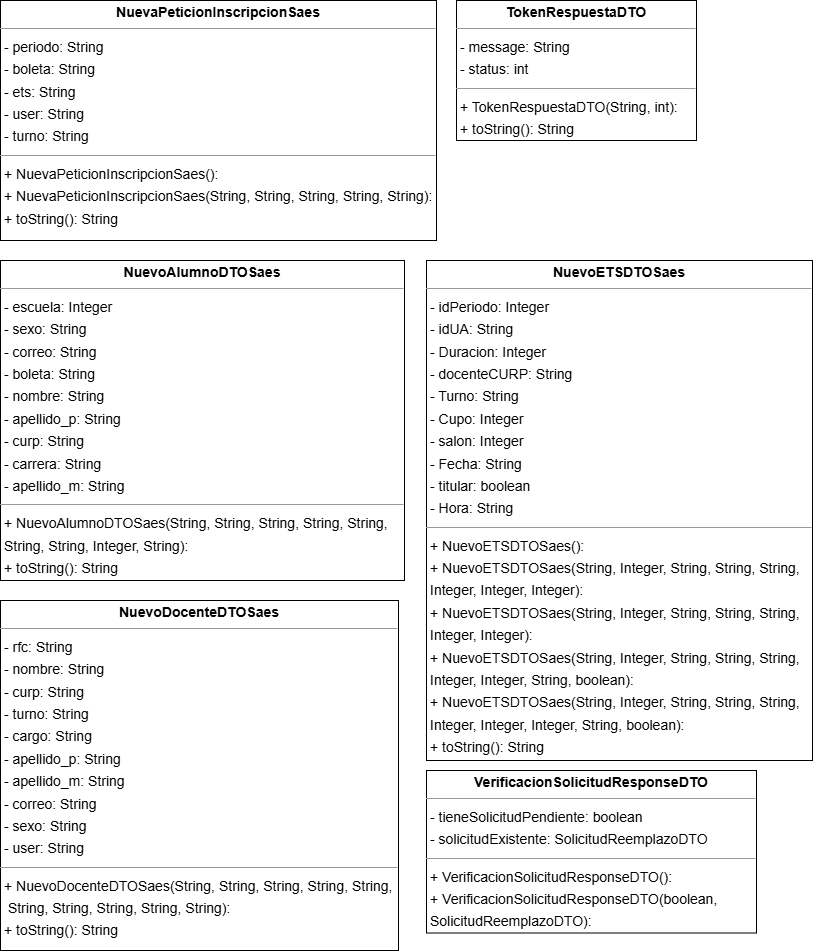 NuevaPeticionInscripcionSaes
- periodo: String
- boleta: String
- ets: String
- user: String
- turno: String
+ NuevaPeticionInscripcionSaes():
+ NuevaPeticionInscripcionSaes(String, String, String, String, String):
+ toString(): String
TokenRespuestaDTO
- message: String
- status: int
+ TokenRespuestaDTO(String, int):
+ toString(): String
NuevoAlumnoDTOSaes
- escuela: Integer
- sexo: String
- correo: String
- boleta: String
- nombre: String
- apellido_p: String
- curp: String
- carrera: String
- apellido_m: String
+ NuevoAlumnoDTOSaes(String, String, String, String, String,
String, String, Integer, String):
+ toString(): String
NuevoETSDTOSaes
- idPeriodo: Integer
- idUA: String
- Duracion: Integer
- docenteCURP: String
- Turno: String
- Cupo: Integer
- salon: Integer
- Fecha: String
- titular: boolean
- Hora: String
+ NuevoETSDTOSaes():
+ NuevoETSDTOSaes(String, Integer, String, String, String,
Integer, Integer, Integer):
+ NuevoETSDTOSaes(String, Integer, String, String, String,
Integer, Integer):
+ NuevoETSDTOSaes(String, Integer, String, String, String,
Integer, Integer, String, boolean):
+ NuevoETSDTOSaes(String, Integer, String, String, String,
Integer, Integer, Integer, String, boolean):
+ toString(): String
NuevoDocenteDTOSaes
- rfc: String
- nombre: String
- curp: String
- turno: String
- cargo: String
- apellido_p: String
- apellido_m: String
- correo: String
- sexo: String
- user: String
+ NuevoDocenteDTOSaes(String, String, String, String, String,
String, String, String, String, String):
+ toString(): String
VerificacionSolicitudResponseDTO
- tieneSolicitudPendiente: boolean
- solicitudExistente: SolicitudReemplazoDTO
+ VerificacionSolicitudResponseDTO():
+ VerificacionSolicitudResponseDTO(boolean,
SolicitudReemplazoDTO):